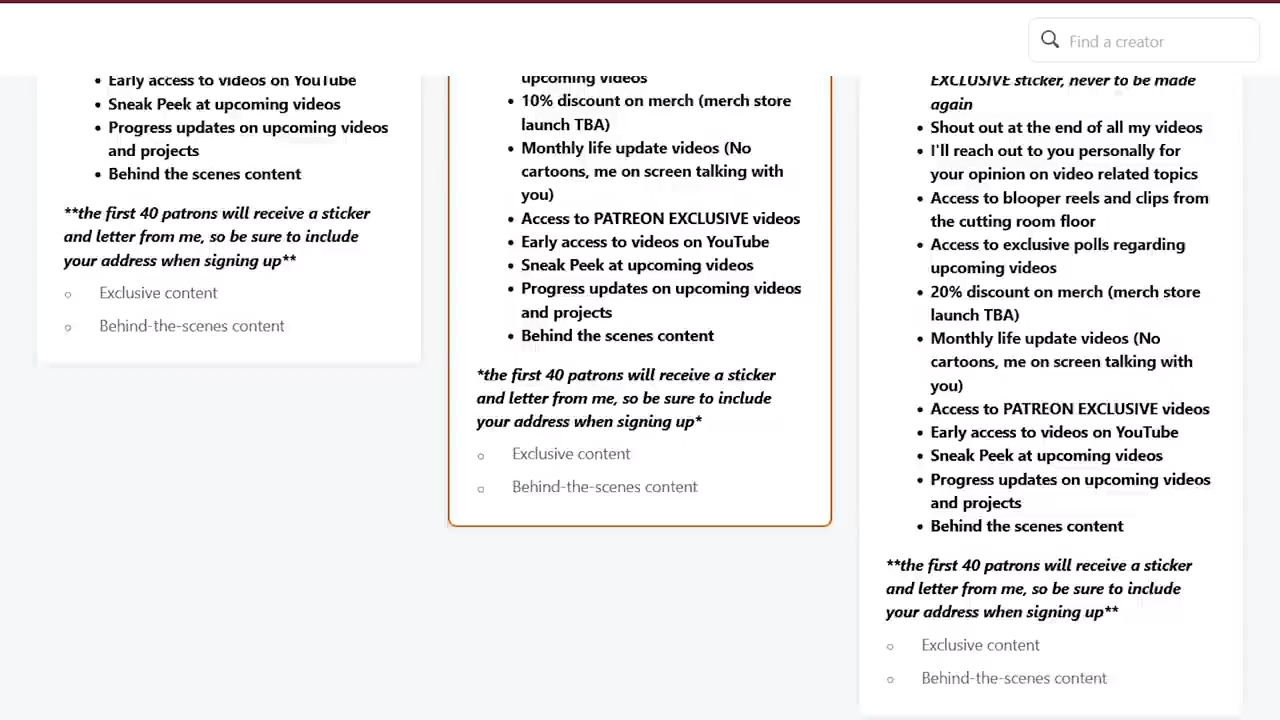 Find a creator
• Early access to videos on YouTube
• Sneak Peek at upcoming videos
• Progress updates on upcoming videos
and projects
• Behind the scenes content
**the first 40 patrons will receive a sticker
and letter from me, so be sure to include
your address when signing up**
Exclusive content
Behind-the-scenes content
upcoming videos
• 10% discount on merch (merch store
launch TBA)
• Monthly life update videos (No
cartoons, me on screen talking with
you)
• Access to PATREON EXCLUSIVE videos
• Early access to videos on YouTube
• Sneak Peek at upcoming videos
• Progress updates on upcoming videos
and projects
• Behind the scenes content
*the first 40 patrons will receive a sticker
and letter from me, so be sure to include
your address when signing up*
Exclusive content
Behind-the-scenes content
EXCLUSIVE sticker, never to be made
again
• Shout out at the end of all my videos
• I'll reach out to you personally for
your opinion on video related topics
• Access to blooper reels and clips from
the cutting room floor
• Access to exclusive polls regarding
upcoming videos
• 20% discount on merch (merch store
launch TBA)
• Monthly life update videos (No
cartoons, me on screen talking with
you)
• Access to PATREON EXCLUSIVE videos
• Early access to videos on YouTube
• Sneak Peek at upcoming videos
• Progress updates on upcoming videos
and projects
• Behind the scenes content
**the first 40 patrons will receive a sticker
and letter from me, so be sure to include
your address when signing up**
Exclusive content
Behind-the-scenes content